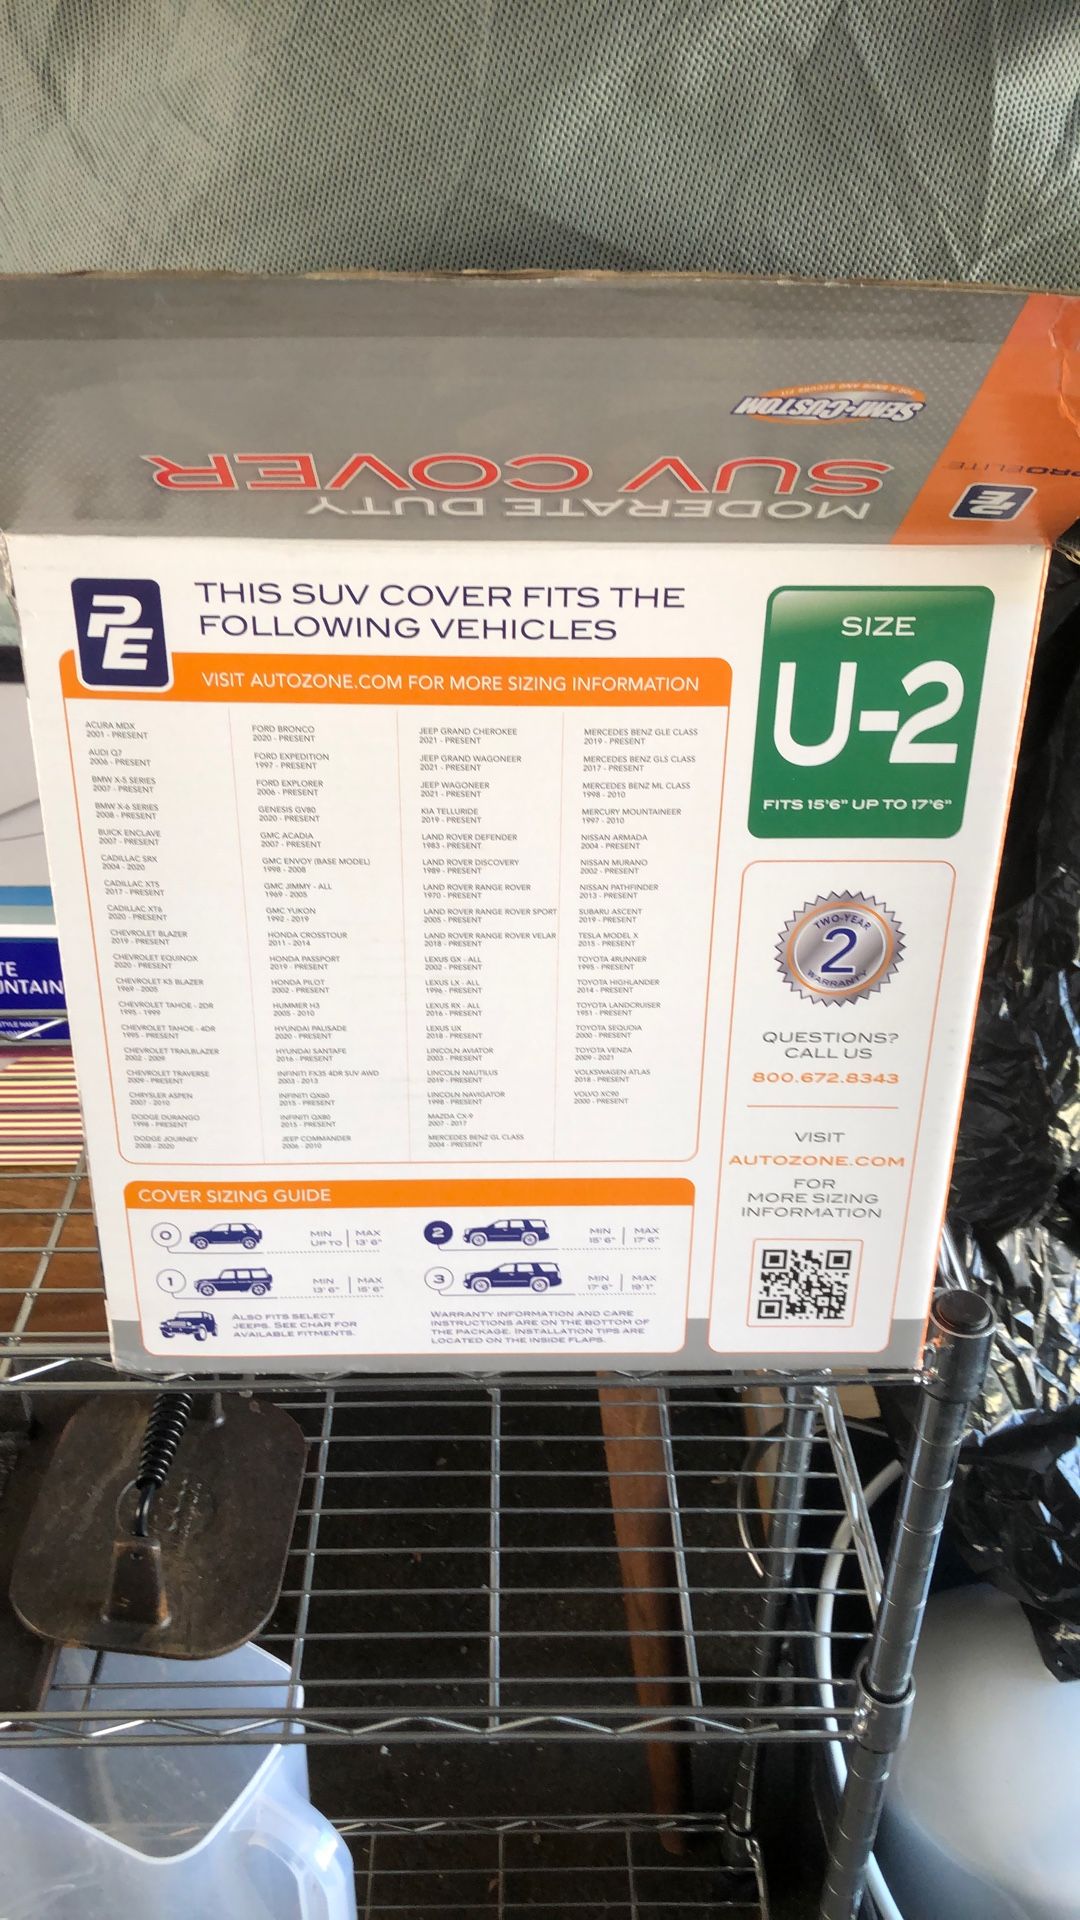 SEMI-CUSTOM
PROELITE
SUV COVER
MODERATE DUTY
PE
PE
THIS SUV COVER FITS THE
FOLLOWING VEHICLES
VISIT AUTOZONE.COM FOR MORE SIZING INFORMATION
ACURA MDX
2001 - PRESENT
AUDI Q7
2006 - PRESENT
BMW X-5 SERIES
2007 - PRESENT
BMW X-6 SERIES
2008 - PRESENT
BUICK ENCLAVE
2007 - PRESENT
CADILLAC SRX
2004 - 2020
CADILLAC XT5
2017 - PRESENT
CADILLAC XT6
2020 - PRESENT
CHEVROLET BLAZER
2019 - PRESENT
CHEVROLET EQUINOX
2020 - PRESENT
CHEVROLET K5 BLAZER
1969 - 2005
CHEVROLET TAHOE - 2DR
1995 - 1999
CHEVROLET TAHOE - 4DR
1995 - PRESENT
CHEVROLET TRAILBLAZER
2002 - 2009
CHEVROLET TRAVERSE
2009 - PRESENT
CHRYSLER ASPEN
2007 - 2010
DODGE DURANGO
1998 - PRESENT
DODGE JOURNEY
2008 - 2020
FORD BRONCO
2020 - PRESENT
FORD EXPEDITION
1997 - PRESENT
FORD EXPLORER
2006 - PRESENT
GENESIS GV80
2020 - PRESENT
GMC ACADIA
2007 - PRESENT
GMC ENVOY (BASE MODEL)
1998 - 2008
GMC JIMMY - ALL
1969 - 2005
GMC YUKON
1992 - 2019
HONDA CROSSTOUR
2011 - 2014
HONDA PASSPORT
2019 - PRESENT
HONDA PILOT
2002 - PRESENT
HUMMER H3
2005 - 2010
HYUNDAI PALISADE
2020 - PRESENT
HYUNDAI SANTAFE
2016 - PRESENT
INFINITI FX35 4DR SUV AWD
2003 - 2013
INFINITI QX60
2015 - PRESENT
INFINITI QX80
2015 - PRESENT
JEEP COMMANDER
2006 - 2010
JEEP GRAND CHEROKEE
2021 - PRESENT
JEEP GRAND WAGONEER
2021 - PRESENT
JEEP WAGONEER
2021 - PRESENT
KIA TELLURIDE
2019 - PRESENT
LAND ROVER DEFENDER
1983 - PRESENT
LAND ROVER DISCOVERY
1989 - PRESENT
LAND ROVER RANGE ROVER
1970 - PRESENT
LAND ROVER RANGE ROVER SPORT
2005 - PRESENT
LAND ROVER RANGE ROVER VELAR
2018 - PRESENT
LEXUS GX - ALL
2002 - PRESENT
LEXUS LX - ALL
1996 - PRESENT
LEXUS RX - ALL
2016 - PRESENT
LEXUS UX
2018 - PRESENT
LINCOLN AVIATOR
2003 - PRESENT
LINCOLN NAUTILUS
2019 - PRESENT
LINCOLN NAVIGATOR
1998 - PRESENT
MAZDA CX-9
2007 - 2017
MERCEDES BENZ GL CLASS
2004 - PRESENT
MERCEDES BENZ GLE CLASS
2019 - PRESENT
MERCEDES BENZ GLS CLASS
2017 - PRESENT
MERCEDES BENZ ML CLASS
1998 - 2010
MERCURY MOUNTAINEER
1997 - 2010
NISSAN ARMADA
2004 - PRESENT
NISSAN MURANO
2002 - PRESENT
NISSAN PATHFINDER
2013 - PRESENT
SUBARU ASCENT
2019 - PRESENT
TESLA MODEL X
2015 - PRESENT
TOYOTA 4RUNNER
1995 - PRESENT
TOYOTA HIGHLANDER
2014 - PRESENT
TOYOTA LANDCRUISER
1951 - PRESENT
TOYOTA SEQUOIA
2000 - PRESENT
TOYOTA VENZA
2009 - 2021
VOLKSWAGEN ATLAS
2018 - PRESENT
VOLVO XC90
2000 - PRESENT
SIZE
U-2
FITS 15'6" UP TO 17'6"
TWO-YEAR
2
WARRANTY
QUESTIONS?
CALL US
800.672.8343
VISIT
AUTOZONE.COM
FOR
MORE SIZING
INFORMATION
COVER SIZING GUIDE
0 MIN UP TO | MAX 13' 6"
1 MIN 13' 6" | MAX 15' 6"
2 MIN 15' 6" | MAX 17' 6"
3 MIN 17' 6" | MAX 19' 1"
ALSO FITS SELECT
JEEPS. SEE CHAR FOR
AVAILABLE FITMENTS.
WARRANTY INFORMATION AND CARE
INSTRUCTIONS ARE ON THE BOTTOM OF
THE PACKAGE. INSTALLATION TIPS ARE
LOCATED ON THE INSIDE FLAPS.
TE
UNTAIN
STYLE NAME